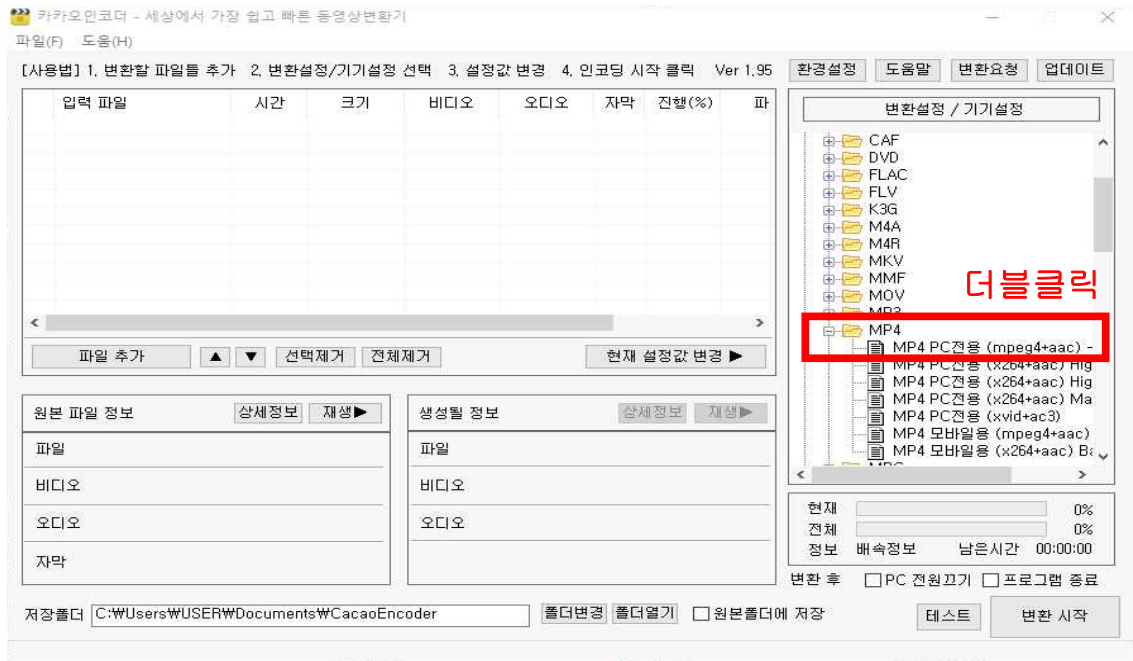 카카오인코더 - 세상에서 가장 쉽고 빠른 동영상변환기
파일(F) 도움(H)
[사용법] 1. 변환할 파일들 추가 2. 변환설정/기기설정 선택 3. 설정값 변경 4. 인코딩 시작 클릭 Ver 1.95
환경설정 도움말 변환요청 업데이트
입력 파일 시간 크기 비디오 오디오 자막 진행(%) 파
변환설정 / 기기설정
CAF
DVD
FLAC
FLV
K3G
M4A
M4R
MKV
MMF
MOV
MP3
더블클릭
MP4
MP4 PC전용 (mpeg4+aac) -
MP4 PC전용 (x264+aac) Hig
MP4 PC전용 (x264+aac) Hig
MP4 PC전용 (x264+aac) Ma
MP4 PC전용 (xvid+ac3)
MP4 모바일용 (mpeg4+aac)
MP4 모바일용 (x264+aac) Ba
파일 추가 ▲ ▼ 선택제거 전체제거 현재 설정값 변경 ▶
원본 파일 정보 상세정보 재생▶
파일
비디오
오디오
자막
생성될 정보 상세정보 재생▶
파일
비디오
오디오
현재 0%
전체 0%
정보 배속정보 남은시간 00:00:00
변환 후 PC 전원끄기 프로그램 종료
저장폴더 C:₩Users₩USER₩Documents₩CacaoEncoder 폴더변경 폴더열기 원본폴더에 저장 테스트 변환 시작